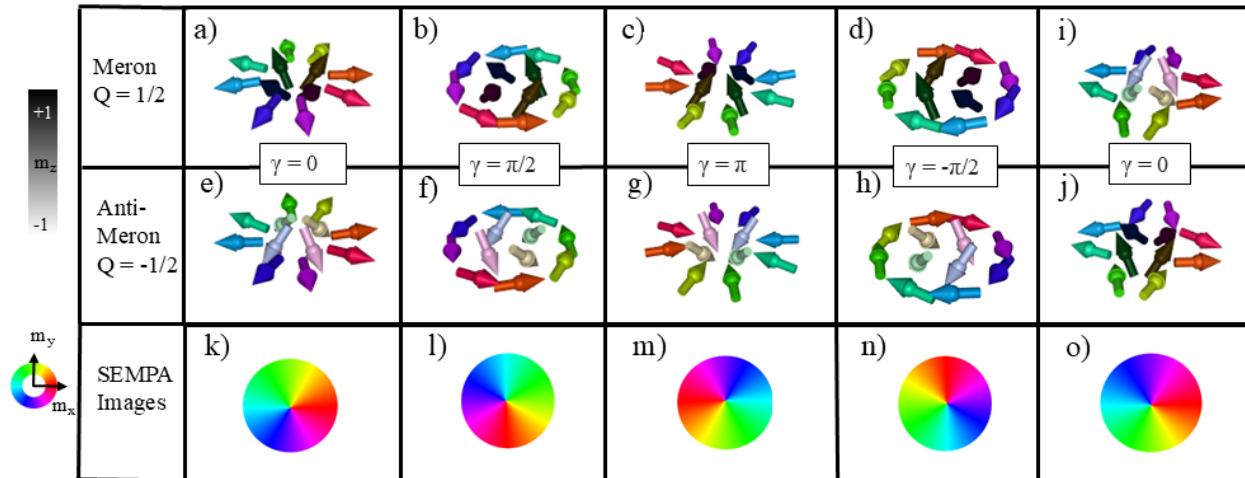 a)
b)
c)
d)
i)
Meron
Q = 1/2
+1
m_z
-1
γ = 0
γ = π/2
γ = π
γ = -π/2
γ = 0
e)
f)
g)
h)
j)
Anti-
Meron
Q = -1/2
k)
l)
m)
n)
o)
m_y
m_x
SEMPA
Images